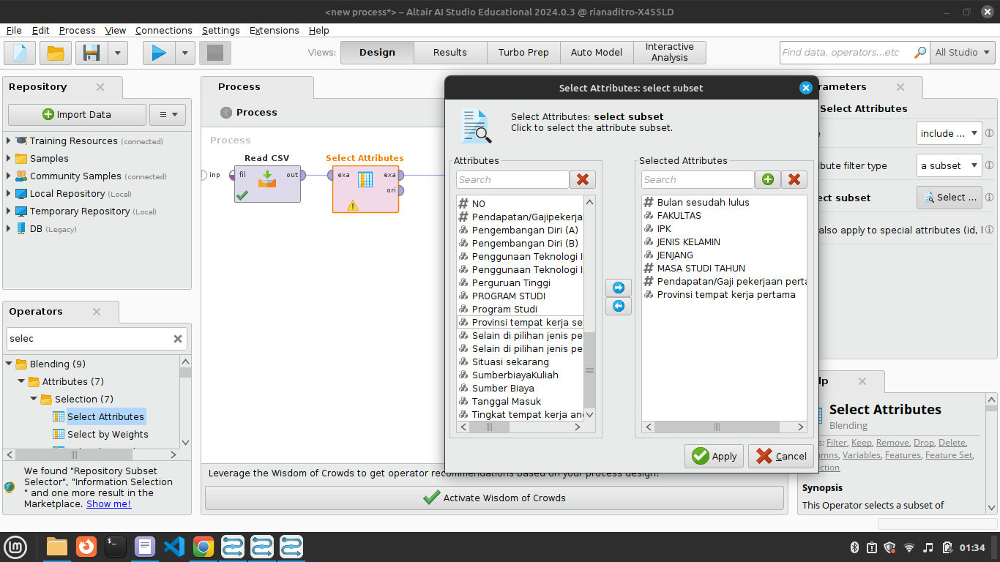 <new process*> – Altair AI Studio Educational 2024.0.3 @ rianaditro-X455LD
File Edit Process View Connections Settings Extensions Help
Views: Design Results Turbo Prep Auto Model Interactive Analysis
Find data, operators...etc All Studio
Repository
Import Data
Training Resources (connected)
Samples
Community Samples (connected)
Local Repository (Local)
Temporary Repository (Local)
DB (Legacy)
Operators
selec
Blending (9)
Attributes (7)
Selection (7)
Select Attributes
Select by Weights
We found "Repository Subset
Selector", "Information Selection
" and one more result in the
Marketplace. Show me!
Process
Process
Process
Read CSV
Select Attributes
inp
fil out
exa exa
ori
Leverage the Wisdom of Crowds to get operator recommendations based on your process design!
Activate Wisdom of Crowds
Select Attributes: select subset
Select Attributes: select subset
Click to select the attribute subset.
Attributes
Search
NO
Pendapatan/Gajipekerja
Pengembangan Diri (A)
Pengembangan Diri (B)
Penggunaan Teknologi I
Penggunaan Teknologi I
Perguruan Tinggi
PROGRAM STUDI
Program Studi
Provinsi tempat kerja se
Selain di pilihan jenis pe
Selain di pilihan jenis pe
Situasi sekarang
SumberbiayaKuliah
Sumber Biaya
Tanggal Masuk
Tingkat tempat kerja an
Selected Attributes
Search
Bulan sesudah lulus
FAKULTAS
IPK
JENIS KELAMIN
JENJANG
MASA STUDI TAHUN
Pendapatan/Gaji pekerjaan perta
Provinsi tempat kerja pertama
Apply Cancel
rameters
Select Attributes
e include ...
ibute filter type a subset
ect subset Select ...
also apply to special attributes (id, l
lp
Select Attributes
Blending
s: Filter, Keep, Remove, Drop, Delete,
mns, Variables, Features, Feature Set,
ction
Synopsis
This Operator selects a subset of
01:34